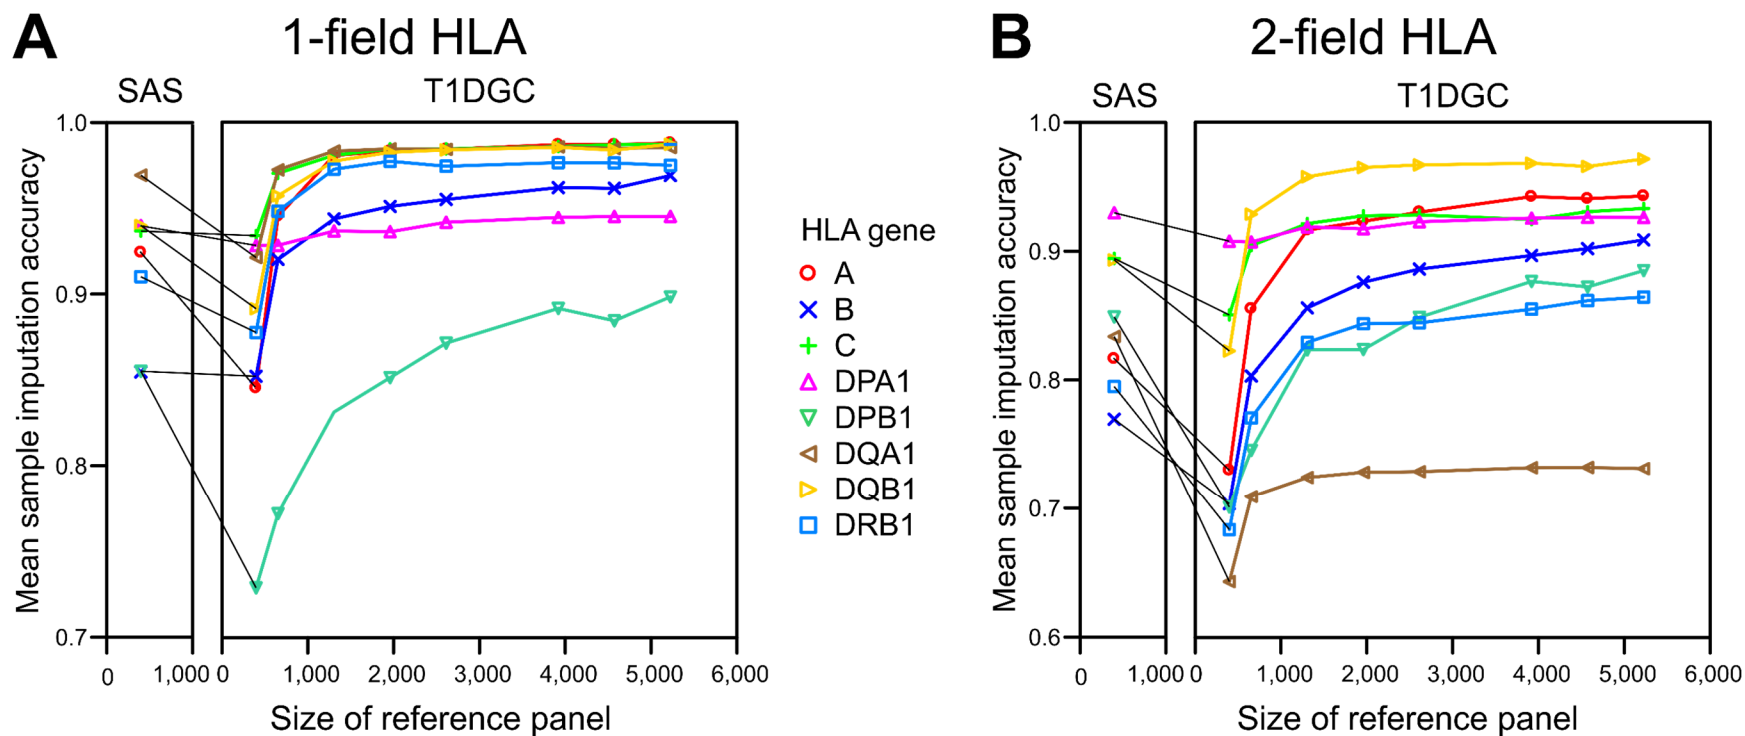 A
1-field HLA
SAS
T1DGC
Mean sample imputation accuracy
1.0
0.9
0.8
0.7
0
1,000
0
1,000
2,000
3,000
4,000
5,000
6,000
Size of reference panel
HLA gene
A
B
C
DPA1
DPB1
DQA1
DQB1
DRB1
B
2-field HLA
SAS
T1DGC
Mean sample imputation accuracy
1.0
0.9
0.8
0.7
0.6
0
1,000
0
1,000
2,000
3,000
4,000
5,000
6,000
Size of reference panel